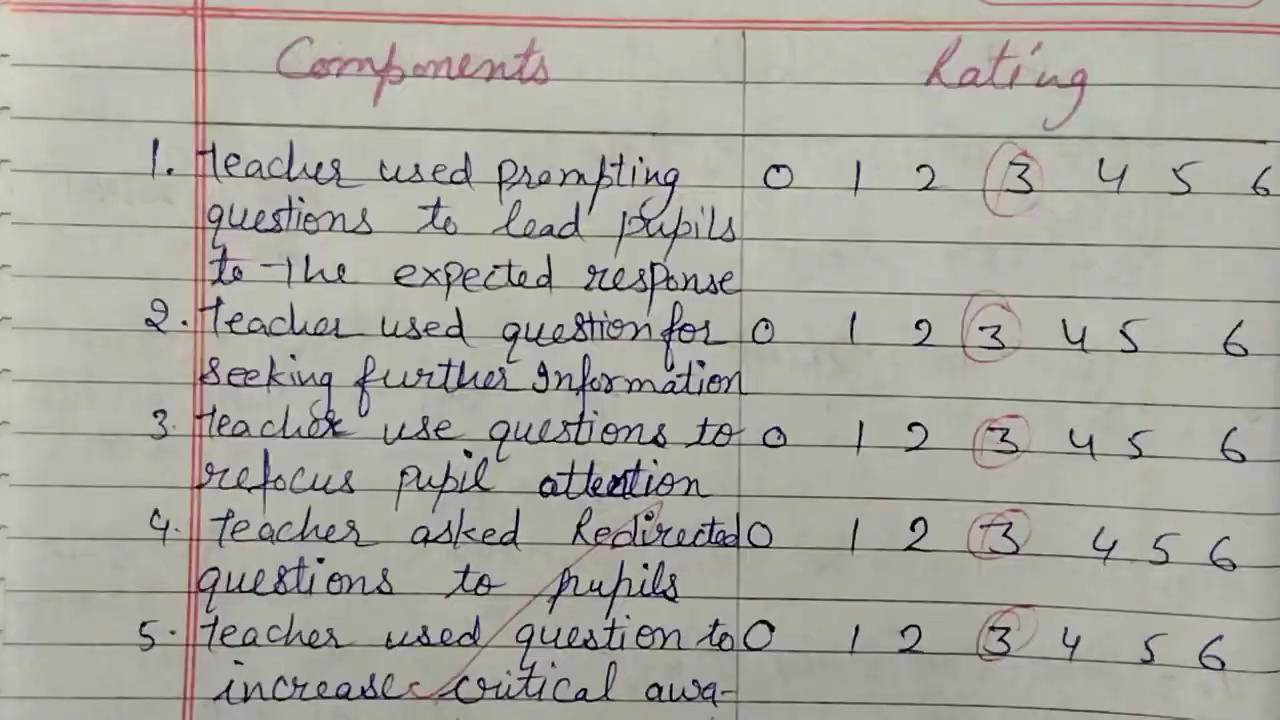 Components Rating
1. teacher used prompting 0 1 2 3 4 5 6
questions to lead pupils
to the expected response
2. teacher used question for 0 1 2 3 4 5 6
seeking further Information
3. teacher use questions to 0 1 2 3 4 5 6
refocus pupil attention
4. teacher asked Redirected 0 1 2 3 4 5 6
questions to pupils
5. teacher used question to 0 1 2 3 4 5 6
increase critical awa-